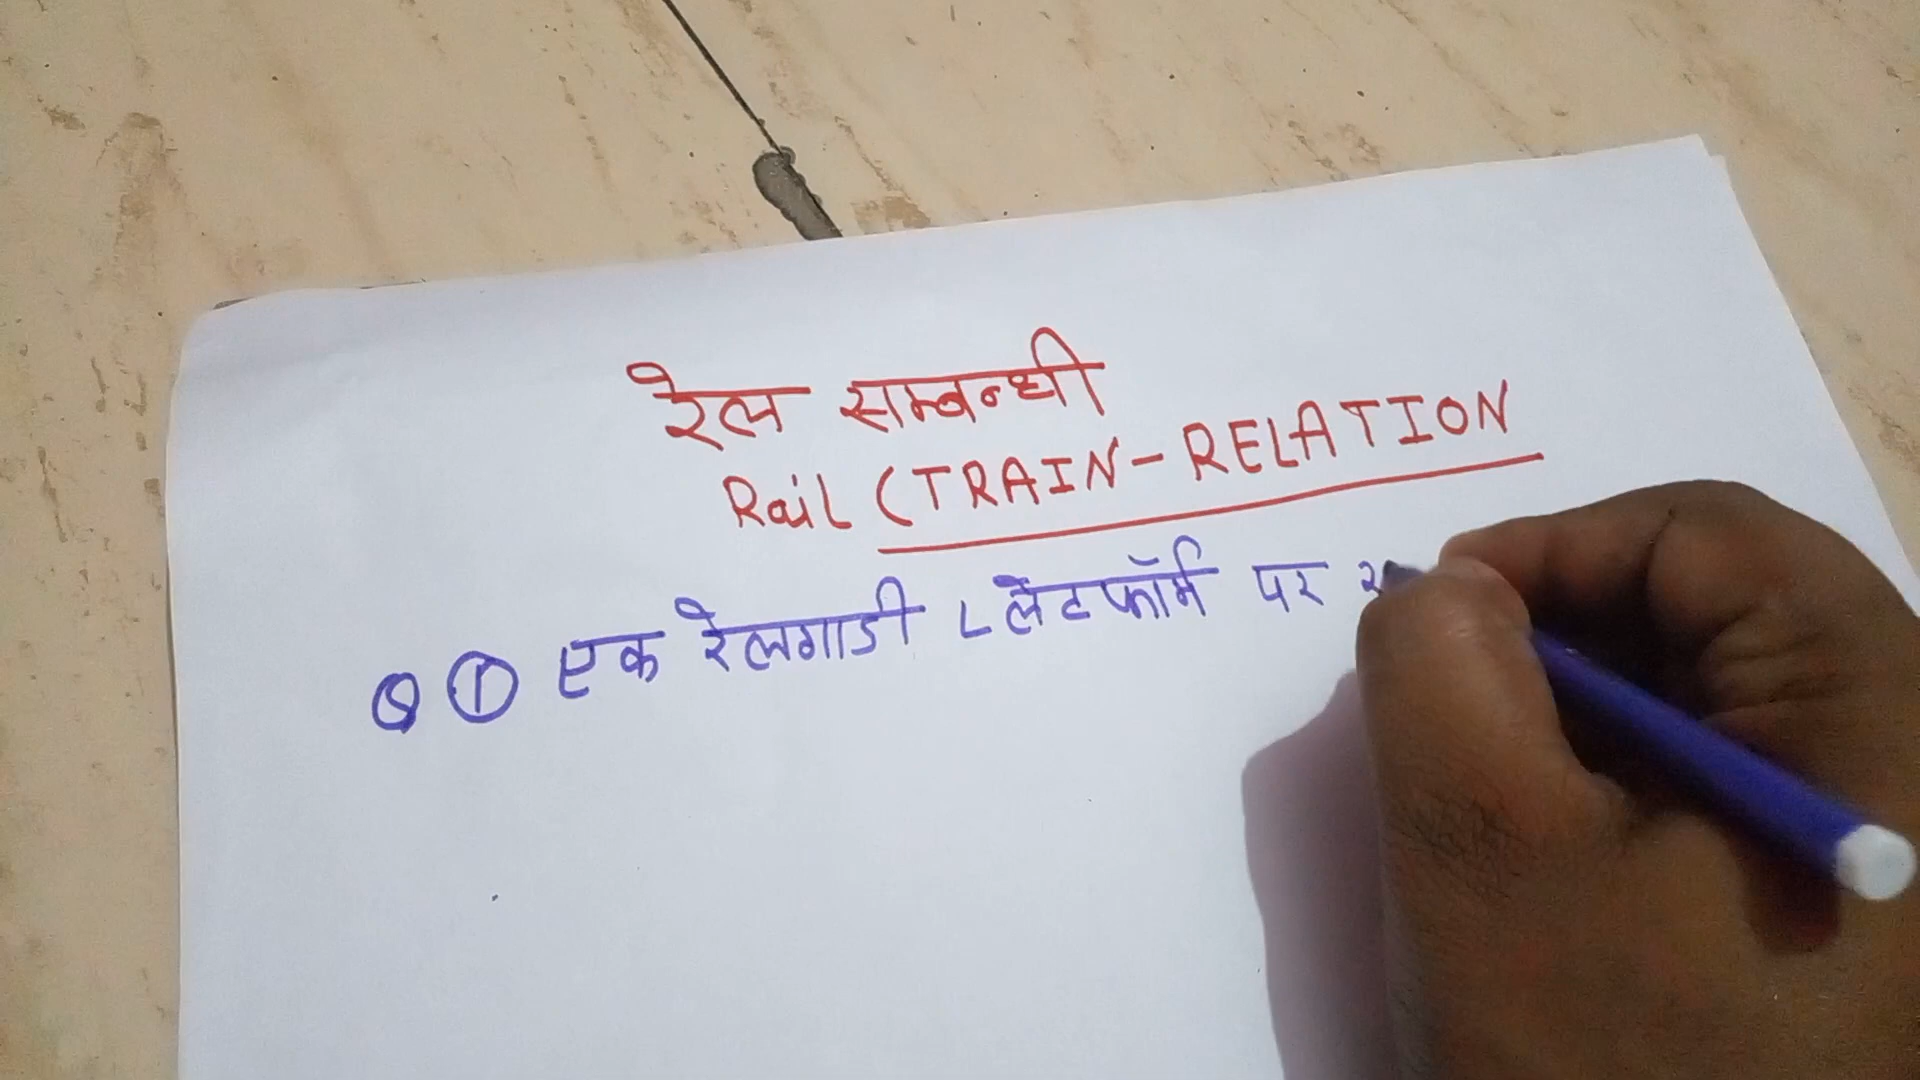 रेल सम्बन्धी
Rail (TRAIN-RELATION
Q ① एक रेलगाडी प्लेटफॉर्म पर